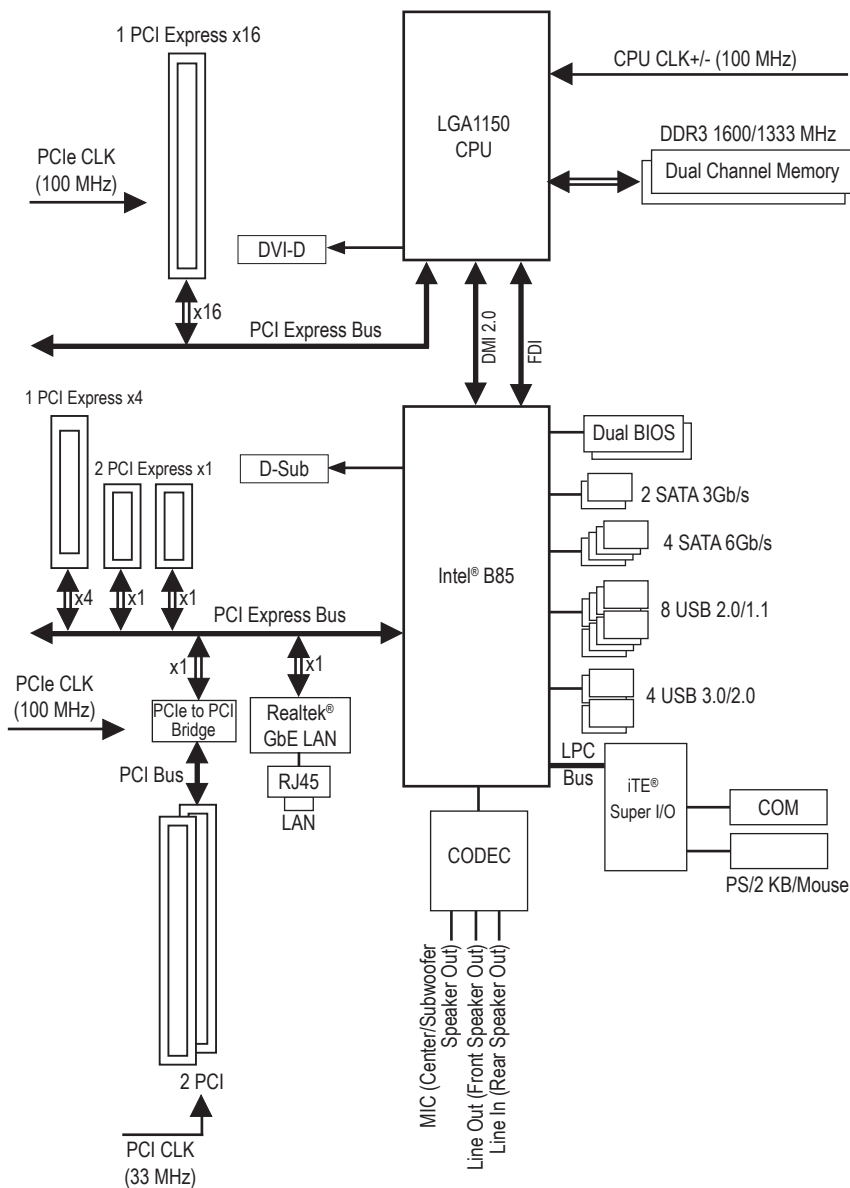 1 PCI Express x16
CPU CLK+/- (100 MHz)
LGA1150
CPU
DDR3 1600/1333 MHz
Dual Channel Memory
PCIe CLK
(100 MHz)
DVI-D
x16
PCI Express Bus
DMI 2.0
FDI
1 PCI Express x4
2 PCI Express x1
D-Sub
Dual BIOS
2 SATA 3Gb/s
4 SATA 6Gb/s
Intel® B85
x4
x1
x1
8 USB 2.0/1.1
PCI Express Bus
x1
x1
4 USB 3.0/2.0
PCIe CLK
(100 MHz)
PCIe to PCI
Bridge
Realtek®
GbE LAN
LPC
Bus
PCI Bus
RJ45
LAN
iTE®
Super I/O
COM
CODEC
PS/2 KB/Mouse
MIC (Center/Subwoofer
Speaker Out)
Line Out (Front Speaker Out)
Line In (Rear Speaker Out)
2 PCI
PCI CLK
(33 MHz)